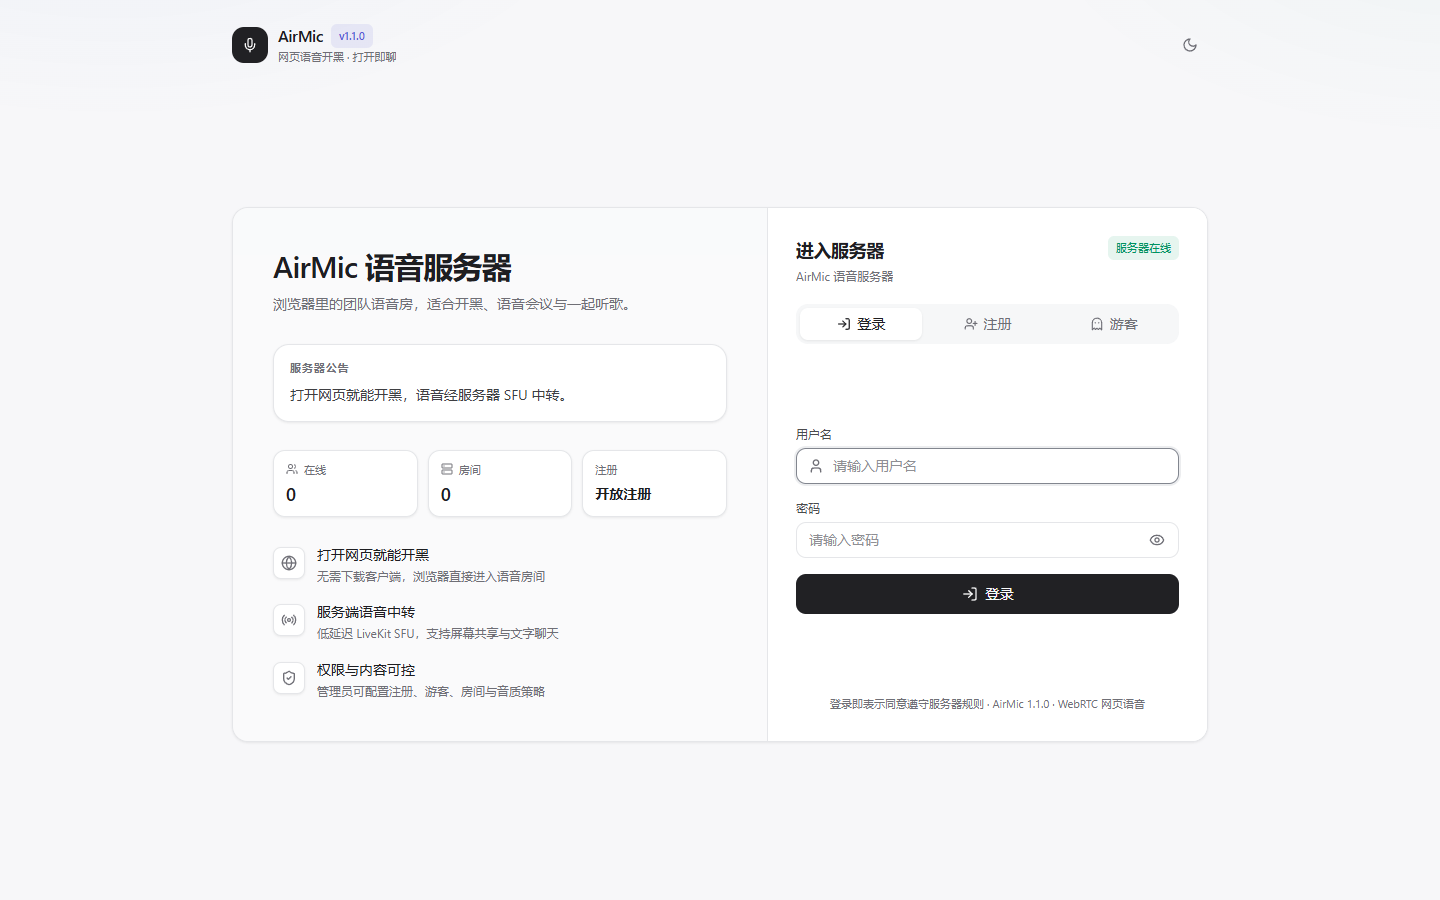 AirMic v1.1.0
网页语音开黑 · 打开即聊
AirMic 语音服务器
浏览器里的团队语音房，适合开黑、语音会议与一起听歌。
服务器公告
打开网页就能开黑，语音经服务器 SFU 中转。
在线
0
房间
0
注册
开放注册
打开网页就能开黑
无需下载客户端，浏览器直接进入语音房间
服务端语音中转
低延迟 LiveKit SFU，支持屏幕共享与文字聊天
权限与内容可控
管理员可配置注册、游客、房间与音质策略
进入服务器
服务器在线
AirMic 语音服务器
登录
注册
游客
用户名
请输入用户名
密码
请输入密码
登录
登录即表示同意遵守服务器规则 · AirMic 1.1.0 · WebRTC 网页语音